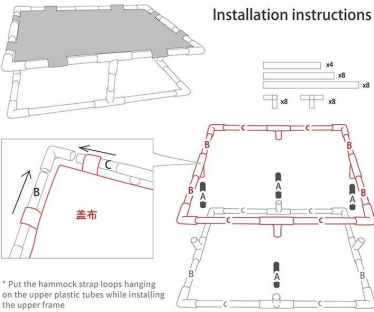 Installation instructions
x4
x8
x8
x8
x8
C
B
盖布
C
C
B
B
A
A
A
C
C
B
B
A
C
C
* Put the hammock strap loops hanging
on the upper plastic tubes while installing
the upper frame